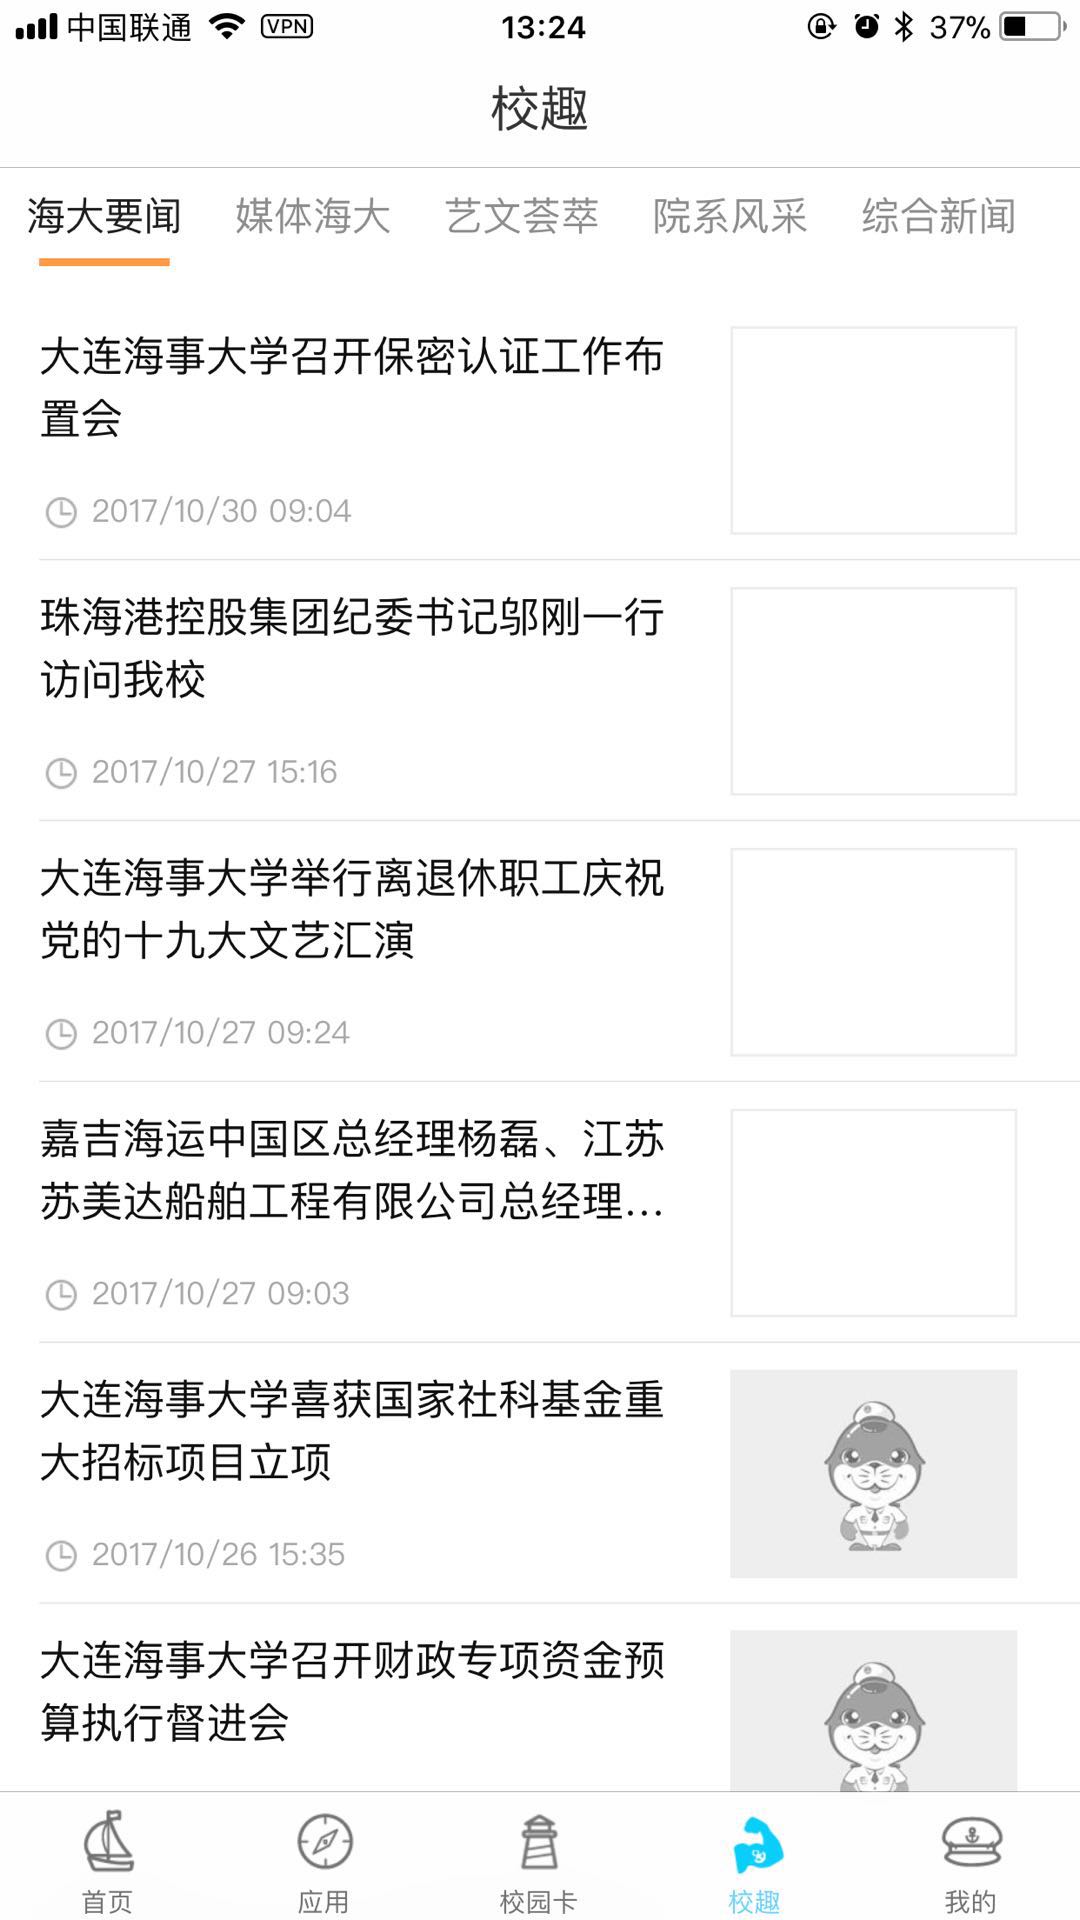 中国联通 VPN 13:24 37%
校趣
海大要闻 媒体海大 艺文荟萃 院系风采 综合新闻
大连海事大学召开保密认证工作布
置会
2017/10/30 09:04
珠海港控股集团纪委书记邬刚一行
访问我校
2017/10/27 15:16
大连海事大学举行离退休职工庆祝
党的十九大文艺汇演
2017/10/27 09:24
嘉吉海运中国区总经理杨磊、江苏
苏美达船舶工程有限公司总经理...
2017/10/27 09:03
大连海事大学喜获国家社科基金重
大招标项目立项
2017/10/26 15:35
大连海事大学召开财政专项资金预
算执行督进会
首页 应用 校园卡 校趣 我的